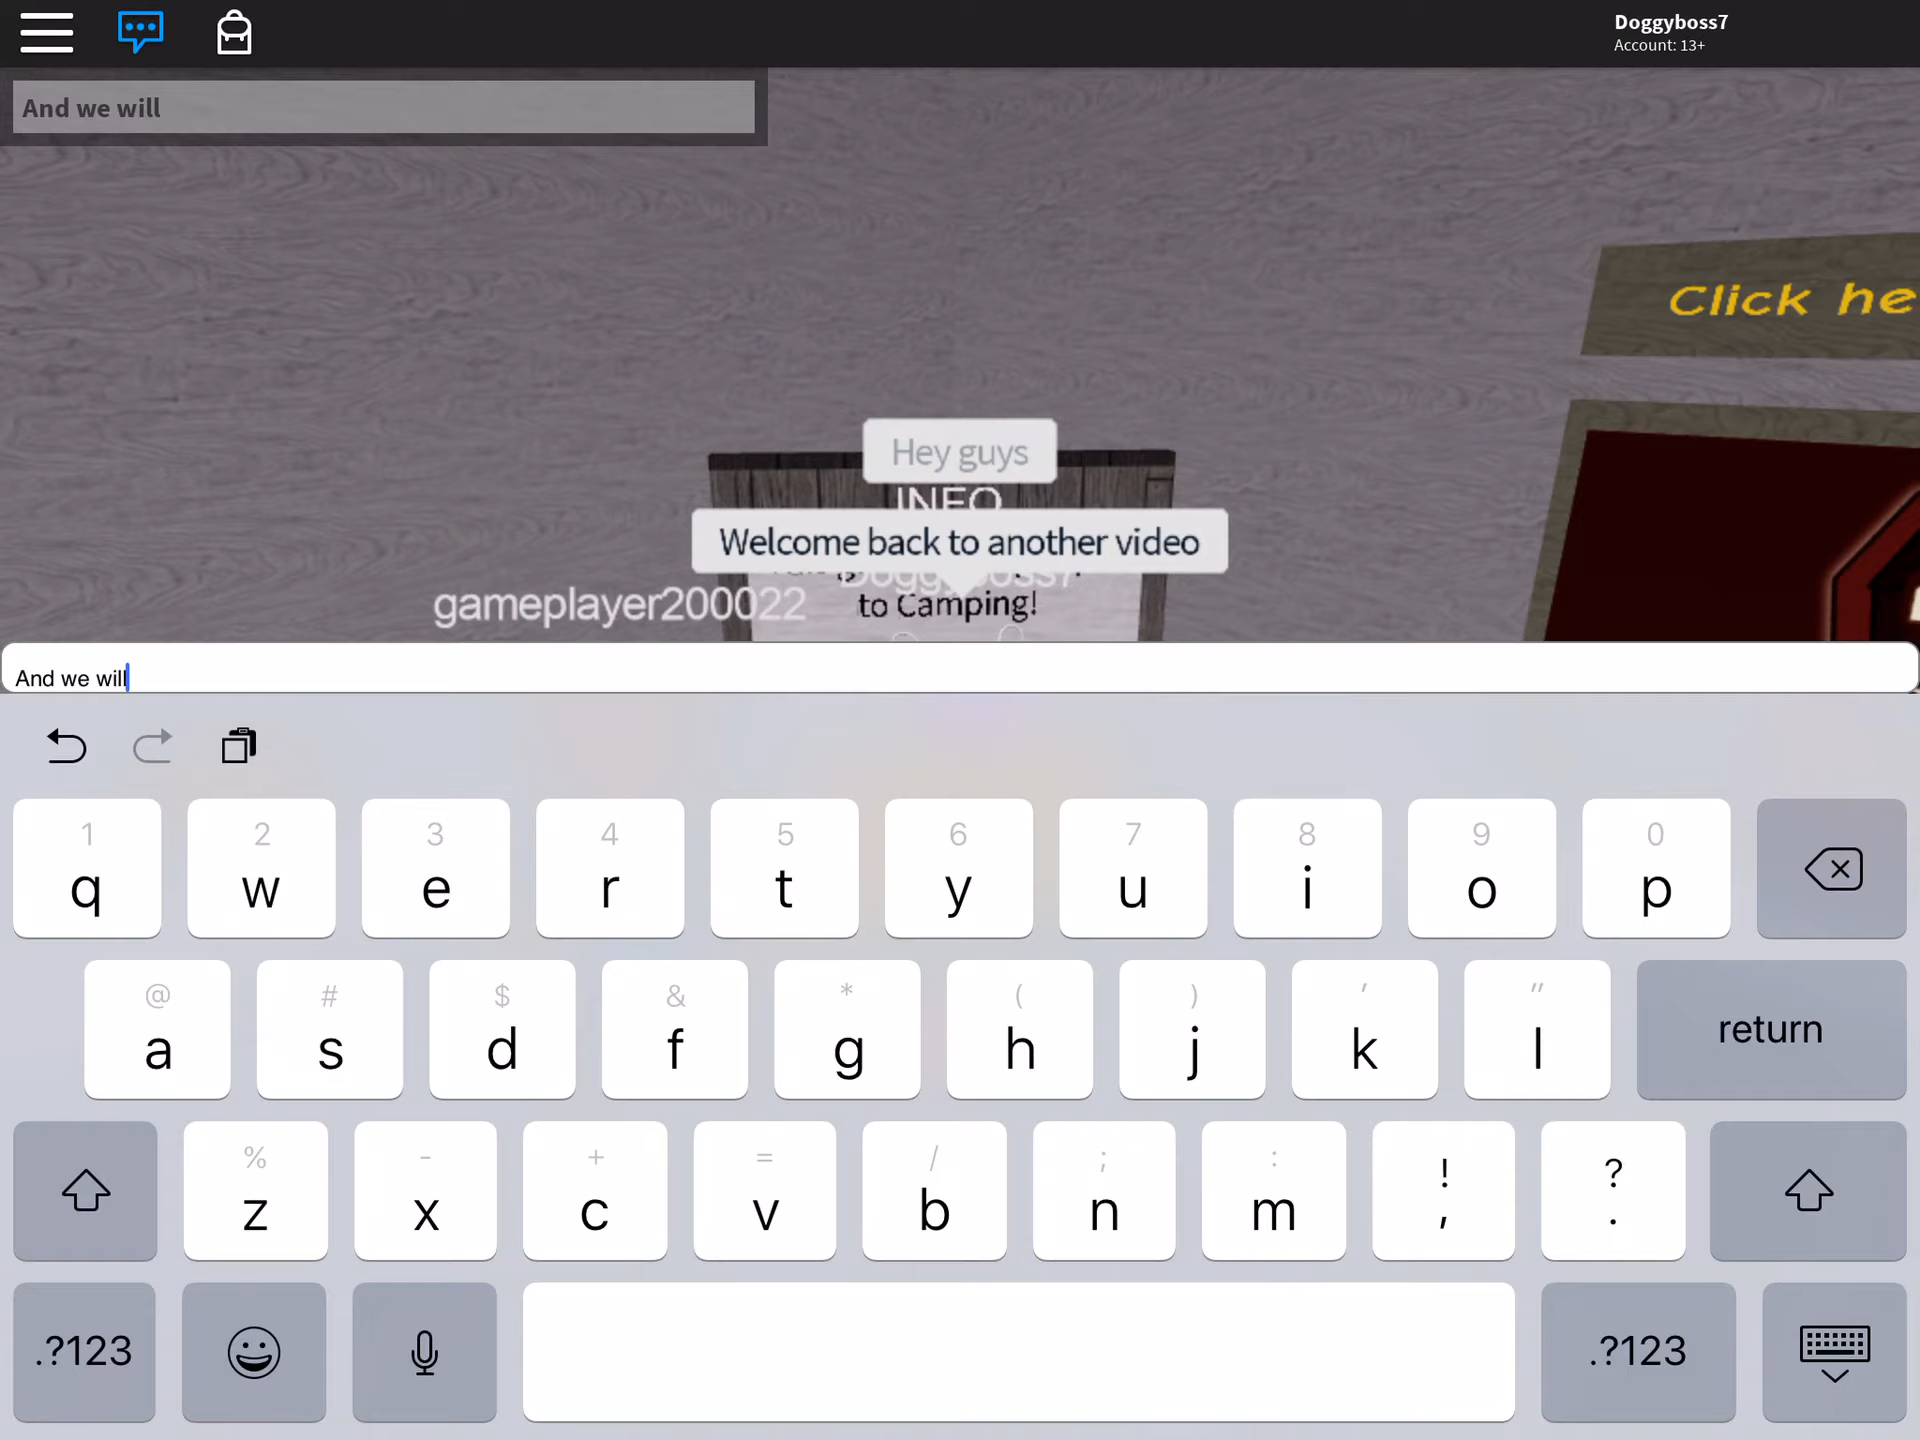 Doggyboss7
Account: 13+
And we will
Click he
Hey guys
INFO
Welcome back to another video
Doggyboss7
gameplayer200022
to Camping!
And we will
1 2 3 4 5 6 7 8 9 0
q w e r t y u i o p
@ # $ & * ( ) ' "
a s d f g h j k l return
% - + = / ; : ! ?
z x c v b n m , .
.?123 .?123